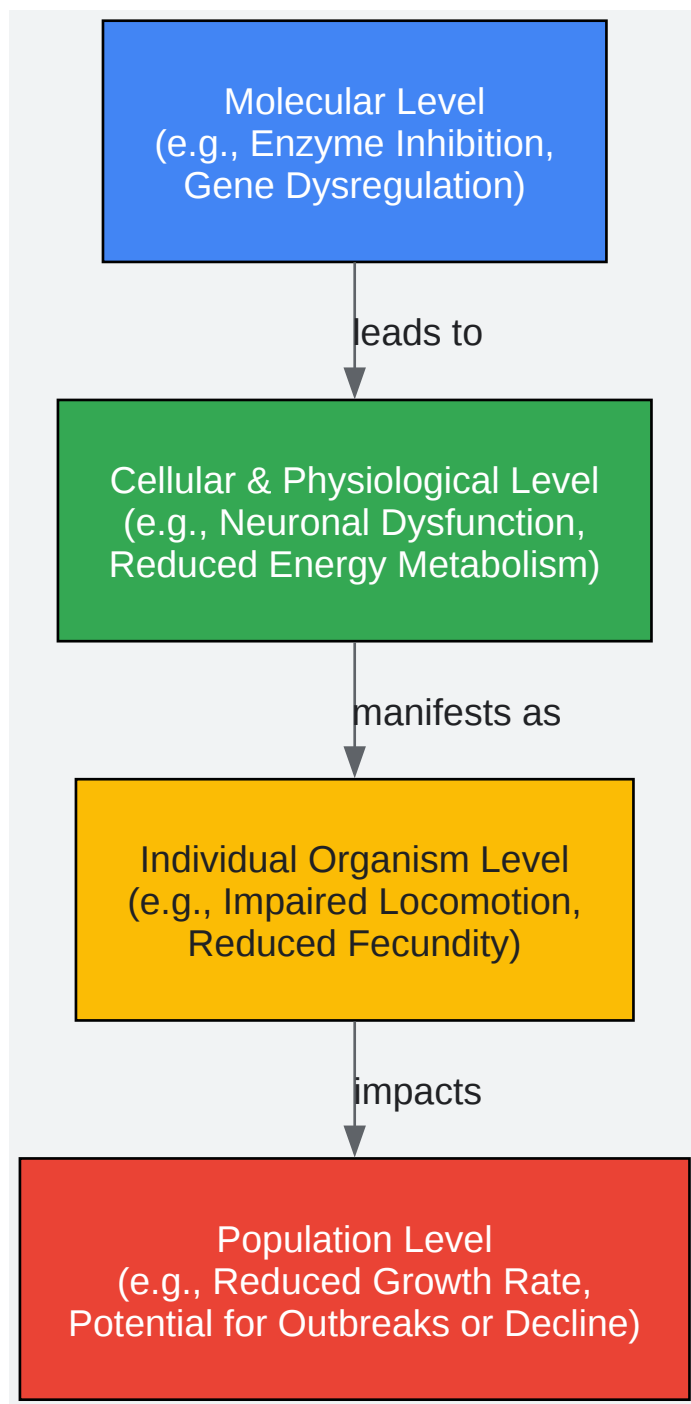 Molecular Level
(e.g., Enzyme Inhibition,
Gene Dysregulation)
leads to
Cellular & Physiological Level
(e.g., Neuronal Dysfunction,
Reduced Energy Metabolism)
manifests as
Individual Organism Level
(e.g., Impaired Locomotion,
Reduced Fecundity)
impacts
Population Level
(e.g., Reduced Growth Rate,
Potential for Outbreaks or Decline)